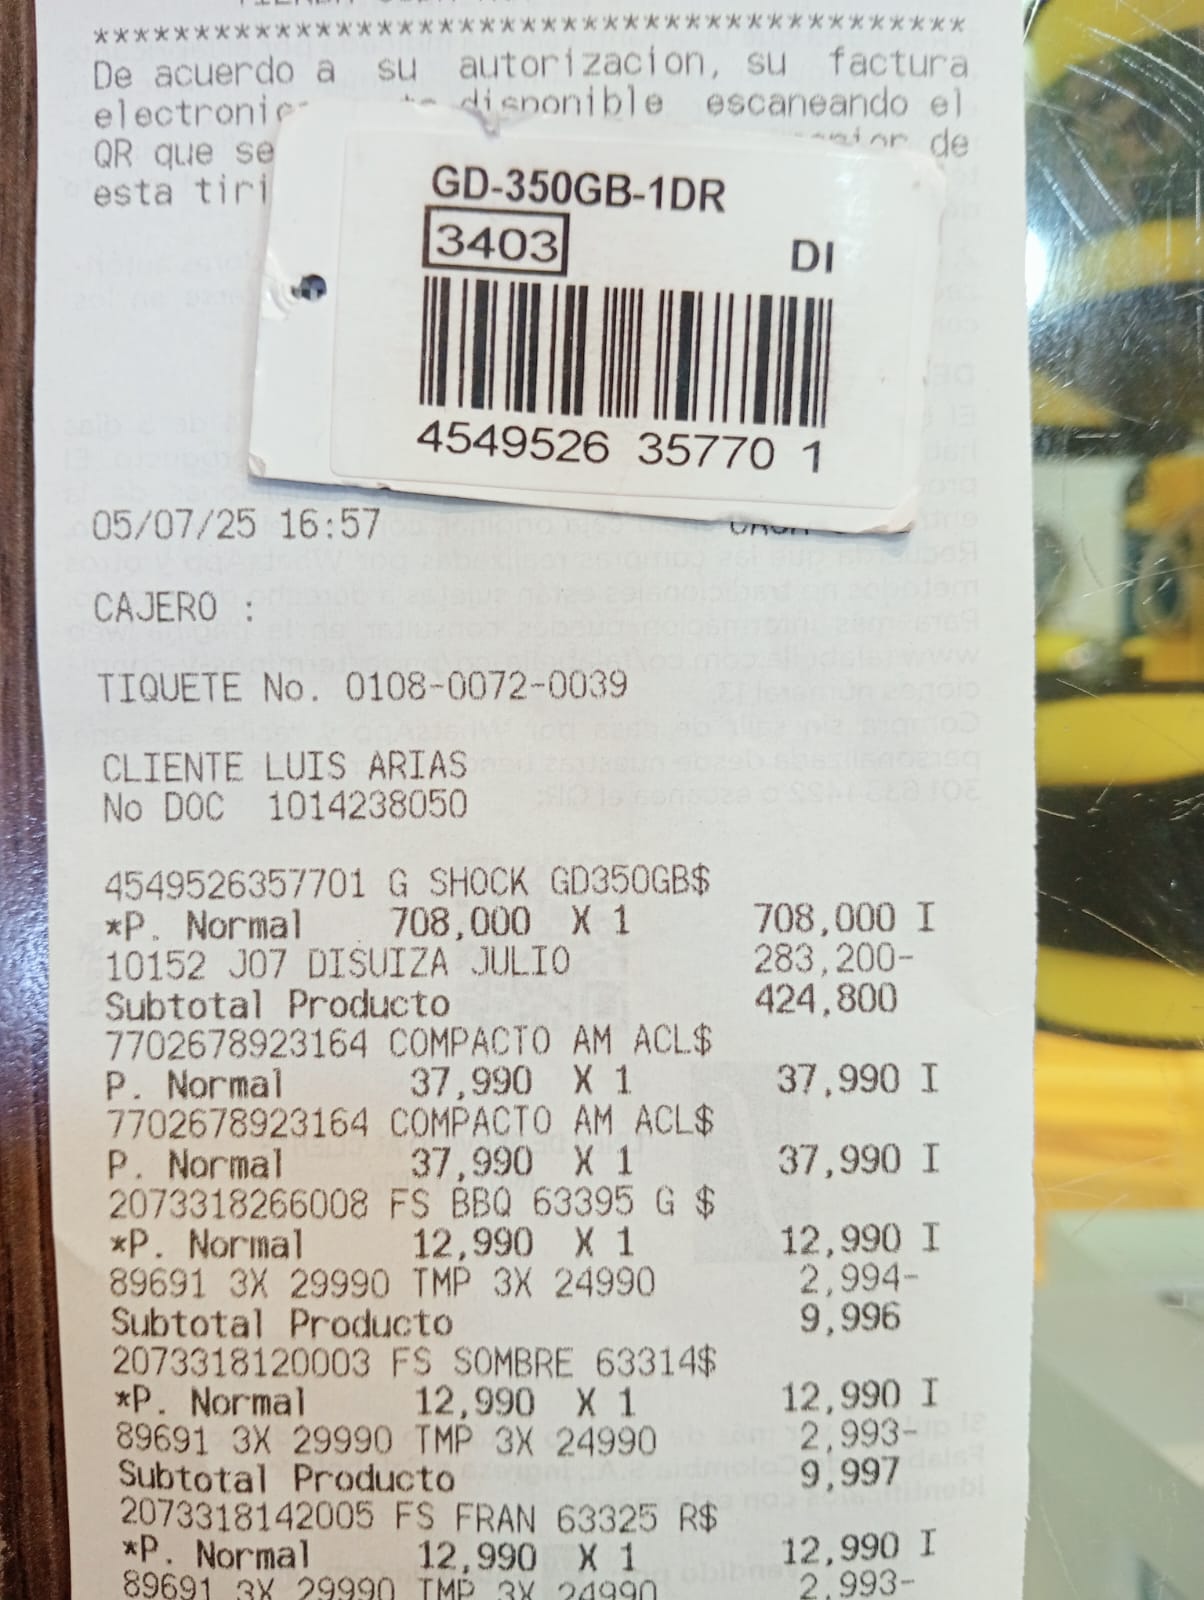 ****************************************
De acuerdo a su autorizacion, su factura
disponible escaneando el
QR que se de
esta
GD-350GB-1DR
3403
DI
4549526 35770 1
05/07/25 16:57
CAJERO :
TIQUETE No. 0108-0072-0039
CLIENTE LUIS ARIAS
No DOC 1014238050
4549526357701 G SHOCK GD350GB$
*P. Normal 708,000 X 1 708,000 I
10152 J07 DISUIZA JULIO 283,200-
Subtotal Producto 424,800
7702678923164 COMPACTO AM ACL$
P. Normal 37,990 X 1 37,990 I
7702678923164 COMPACTO AM ACL$
P. Normal 37,990 X 1 37,990 I
2073318266008 FS BBQ 63395 G $
*P. Normal 12,990 X 1 12,990 I
89691 3X 29990 TMP 3X 24990 2,994-
Subtotal Producto 9,996
2073318120003 FS SOMBRE 63314$
*P. Normal 12,990 X 1 12,990 I
89691 3X 29990 TMP 3X 24990 2,993-
Subtotal Producto 9,997
2073318142005 FS FRAN 63325 R$
*P. Normal 12,990 X 1 12,990 I
89691 3X 29990 TMP 3X 24990 2,993-